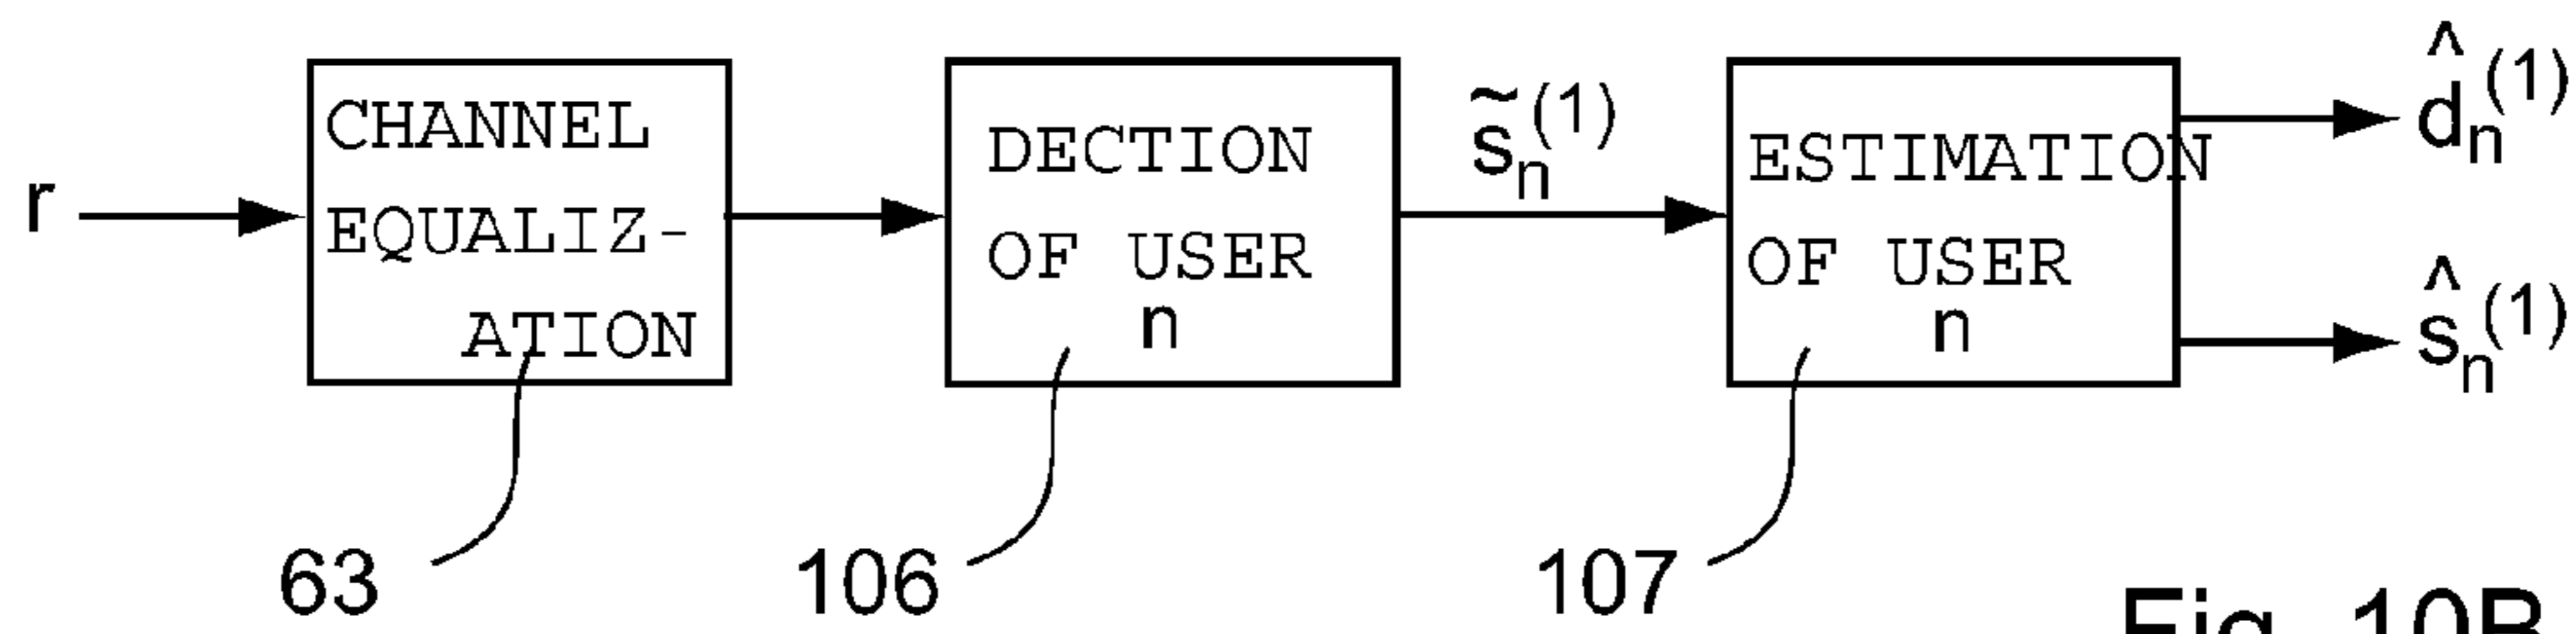 r
CHANNEL
EQUALIZ-
ATION
63
DECTION
OF USER
n
106
s̃n(1)
ESTIMATION
OF USER
n
107
d̂n(1)
ŝn(1)
Fig. 10B